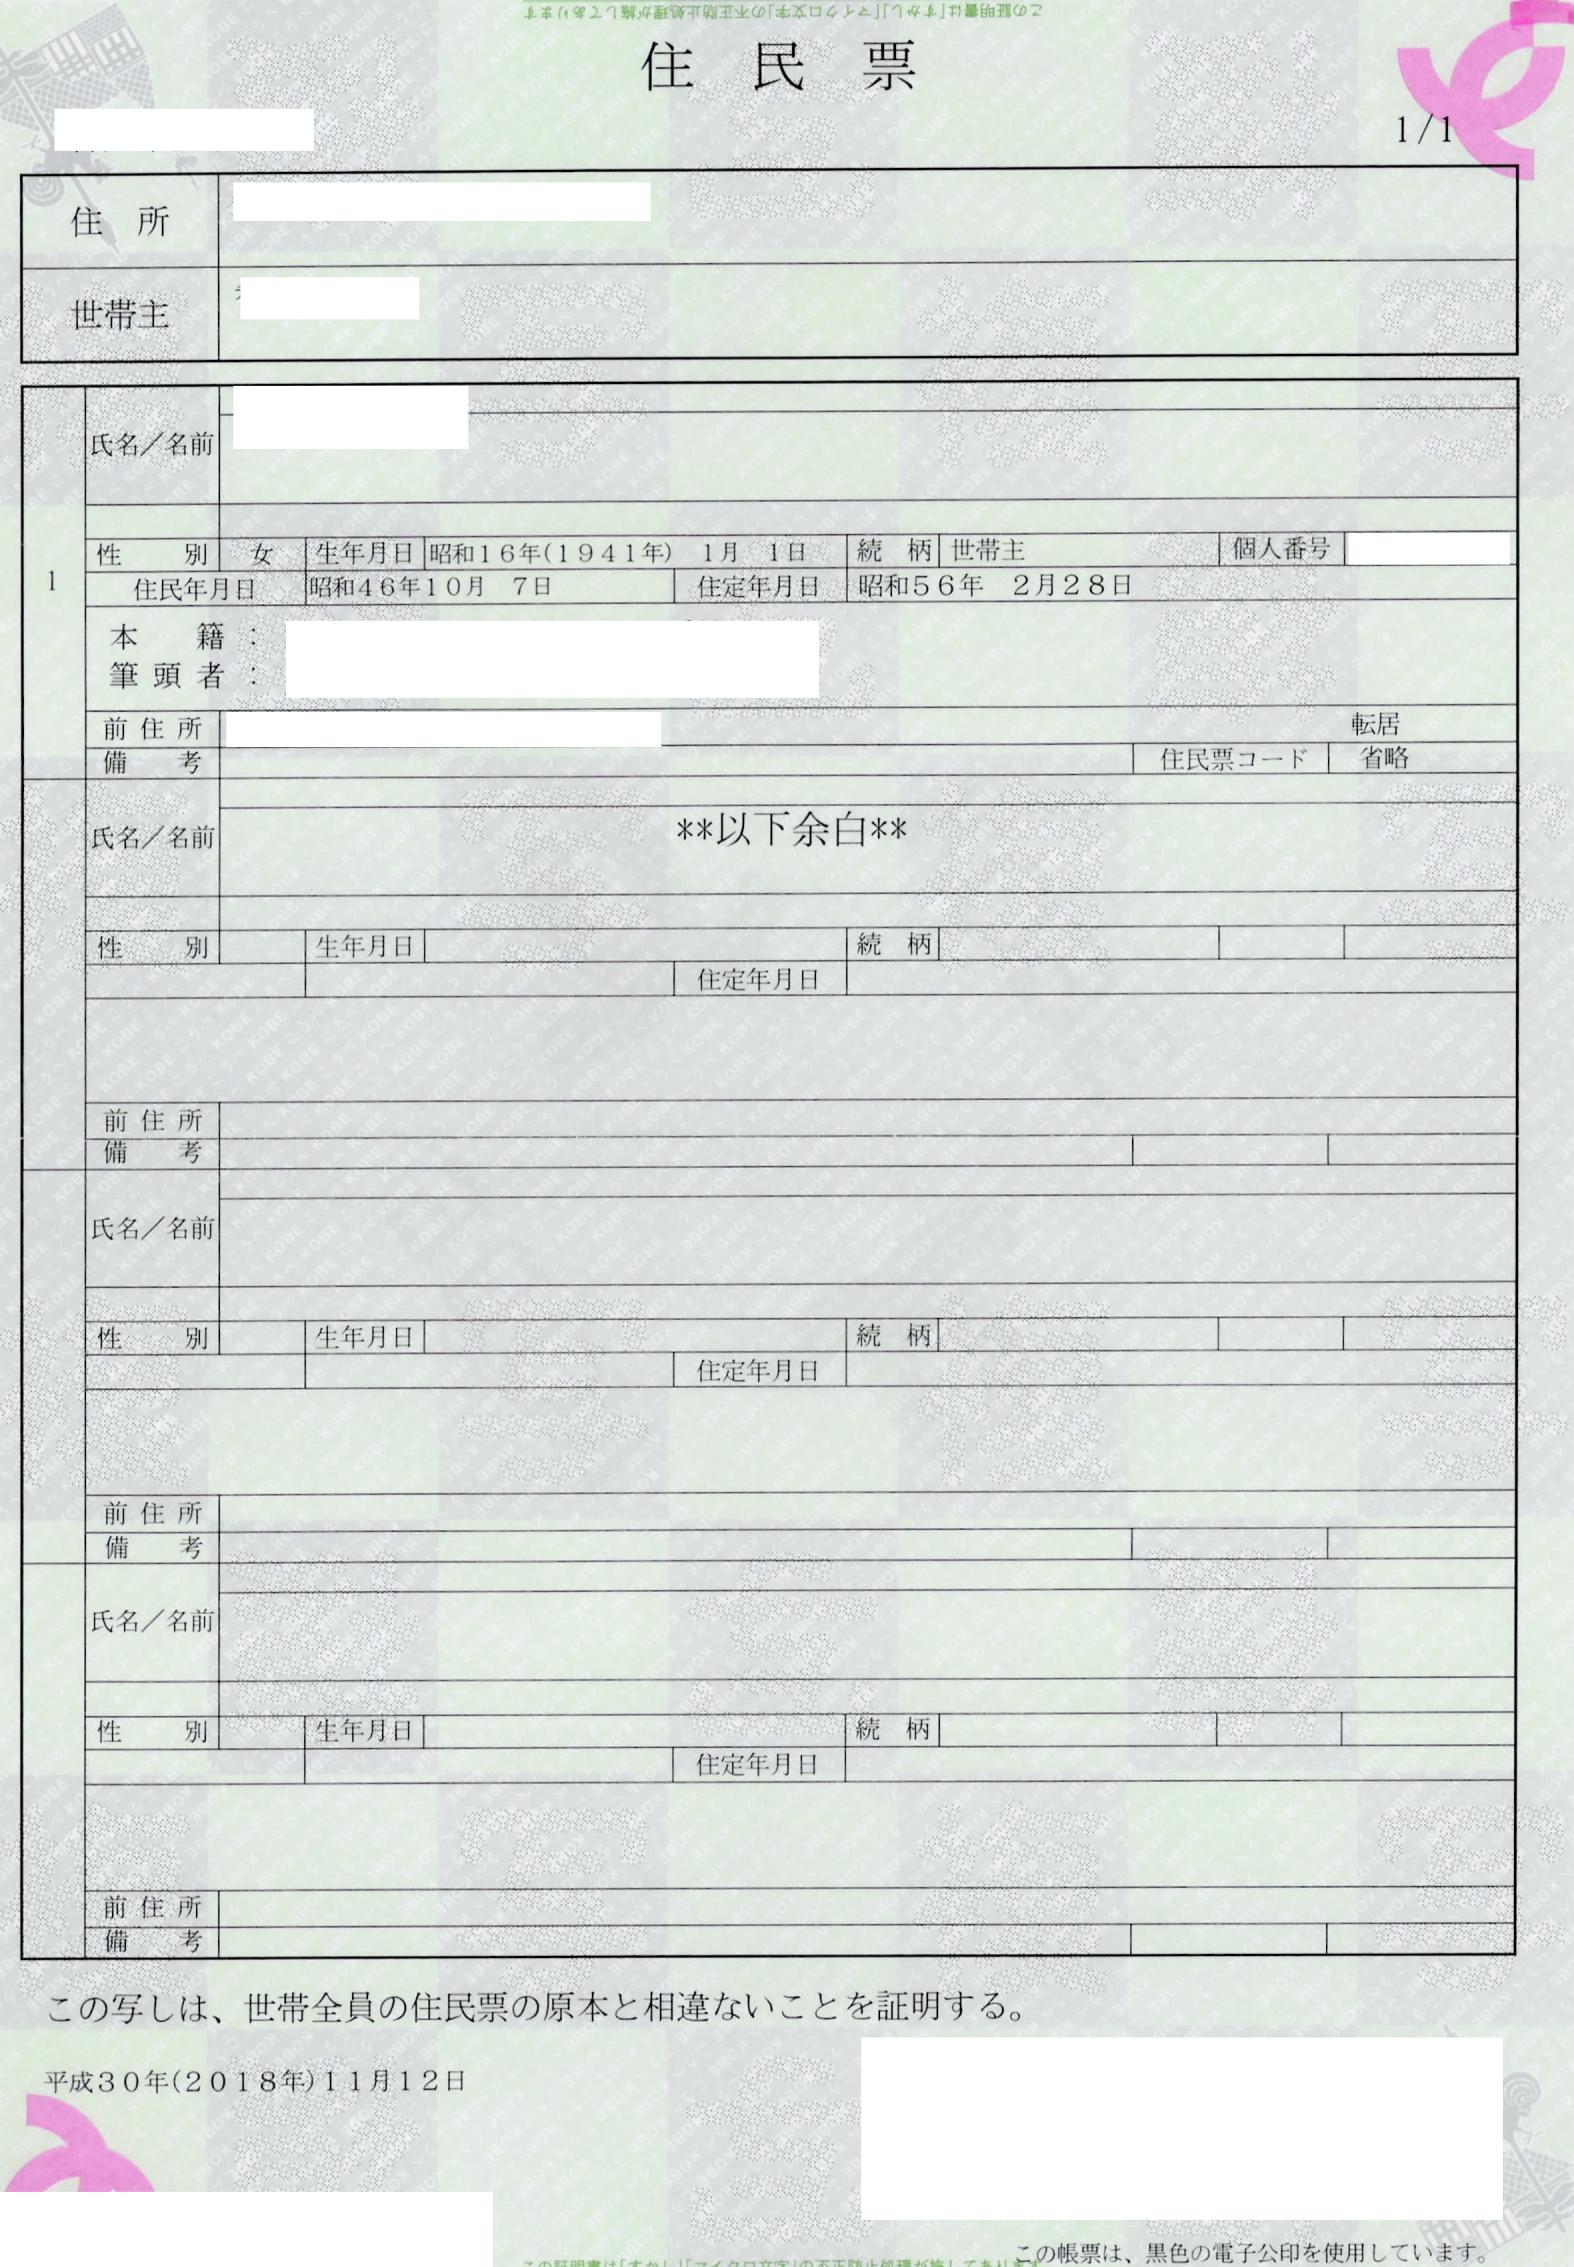 この証明書は「すかし」「マイクロ文字」の不正防止処理が施してあります
住民票
1/1
住所
世帯主
1
氏名／名前
性別 女 生年月日 昭和16年(1941年) 1月 1日 続柄 世帯主 個人番号
住民年月日 昭和46年10月 7日 住定年月日 昭和56年 2月28日
本籍：
筆頭者：
前住所 転居
備考 住民票コード 省略
氏名／名前 **以下余白**
性別 生年月日 続柄
住定年月日
前住所
備考
氏名／名前
性別 生年月日 続柄
住定年月日
前住所
備考
氏名／名前
性別 生年月日 続柄
住定年月日
前住所
備考
この写しは、世帯全員の住民票の原本と相違ないことを証明する。
平成30年(2018年)11月12日
この証明書は「すかし」「マイクロ文字」の不正防止処理が施してあります
この帳票は、黒色の電子公印を使用しています。